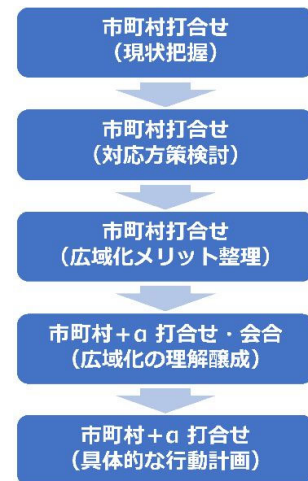 市町村打合せ
（現状把握）
市町村打合せ
（対応方策検討）
市町村打合せ
（広域化メリット整理）
市町村＋α 打合せ・会合
（広域化の理解醸成）
市町村＋α 打合せ
（具体的な行動計画）